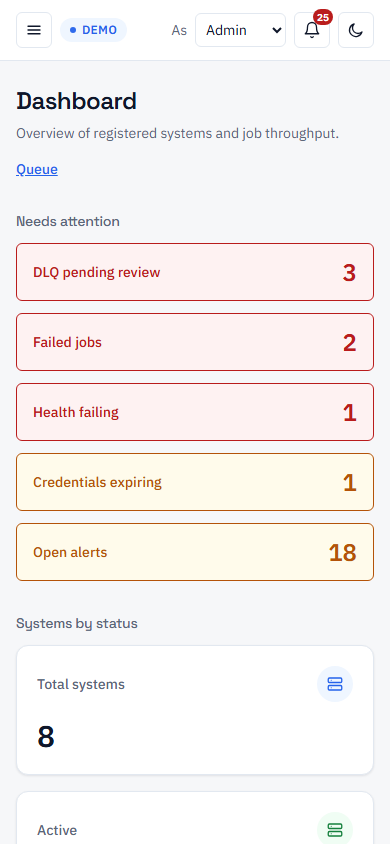 DEMO
As
Admin
25
Dashboard
Overview of registered systems and job throughput.
Queue
Needs attention
DLQ pending review
3
Failed jobs
2
Health failing
1
Credentials expiring
1
Open alerts
18
Systems by status
Total systems
8
Active